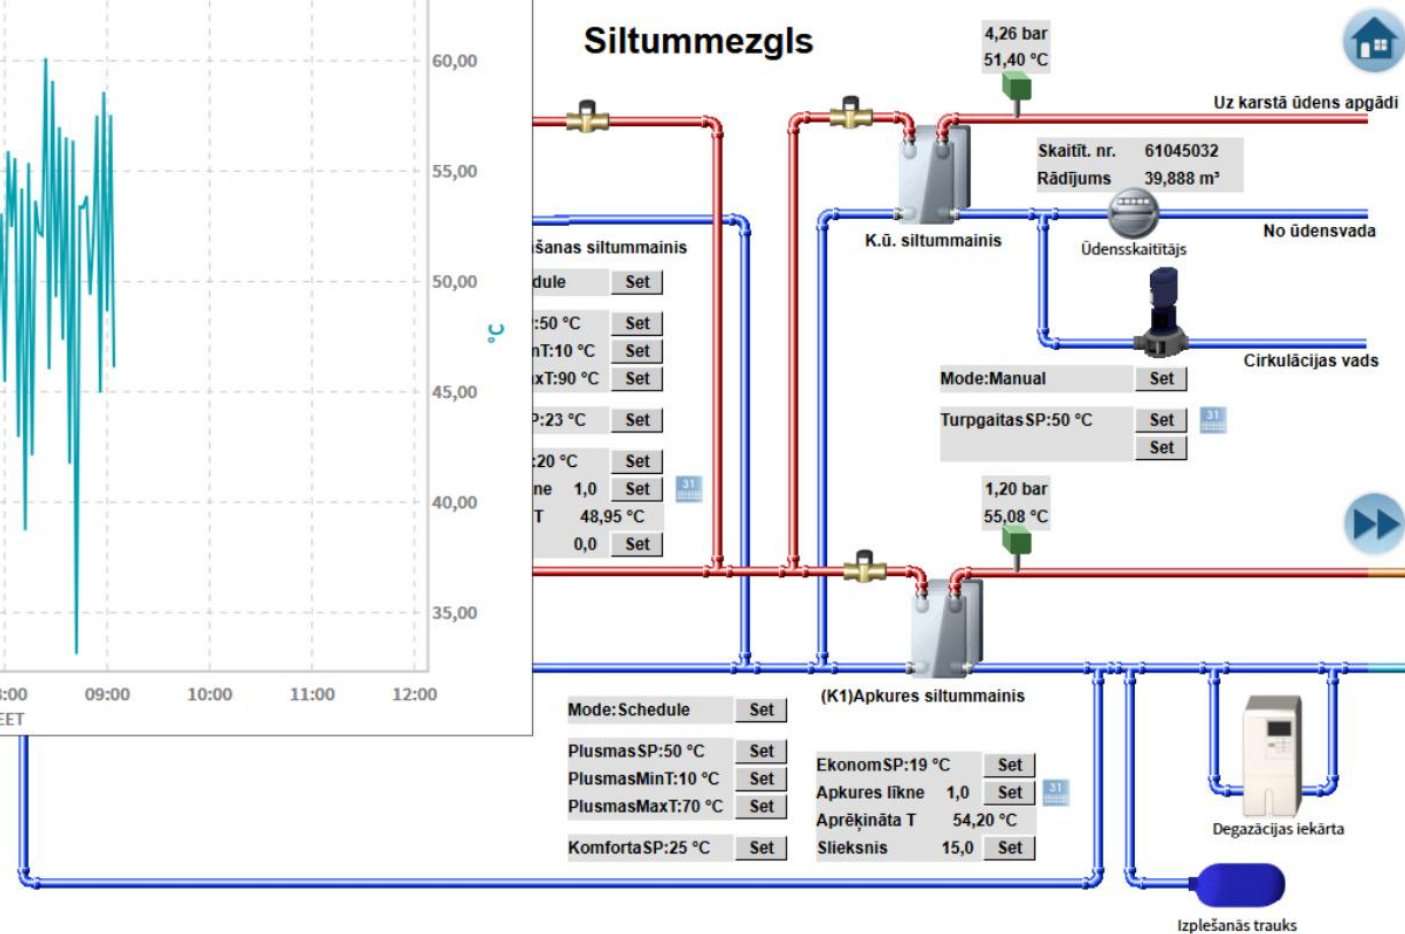 Siltummezgls
4,26 bar
51,40 °C
Uz karstā ūdens apgādi
Skaitīt. nr. 61045032
Rādījums 39,888 m³
No ūdensvada
K.ū. siltummainis
Ūdensskaitītājs
Cirkulācijas vads
60,00
55,00
50,00
45,00
40,00
35,00
°C
09:00 10:00 11:00 12:00
EET
siltummainis
Set
:50 °C Set
nT:10 °C Set
xT:90 °C Set
P:23 °C Set
:20 °C Set
ne 1,0 Set
31
T 48,95 °C
0,0 Set
Mode:Manual Set
TurpgaitasSP:50 °C Set
31
Set
1,20 bar
55,08 °C
(K1)Apkures siltummainis
Mode:Schedule Set
PlusmasSP:50 °C Set
PlusmasMinT:10 °C Set
PlusmasMaxT:70 °C Set
KomfortaSP:25 °C Set
EkonomSP:19 °C Set
Apkures līkne 1,0 Set
31
Aprēķināta T 54,20 °C
Slieksnis 15,0 Set
Degazācijas iekārta
Izplešanās trauks